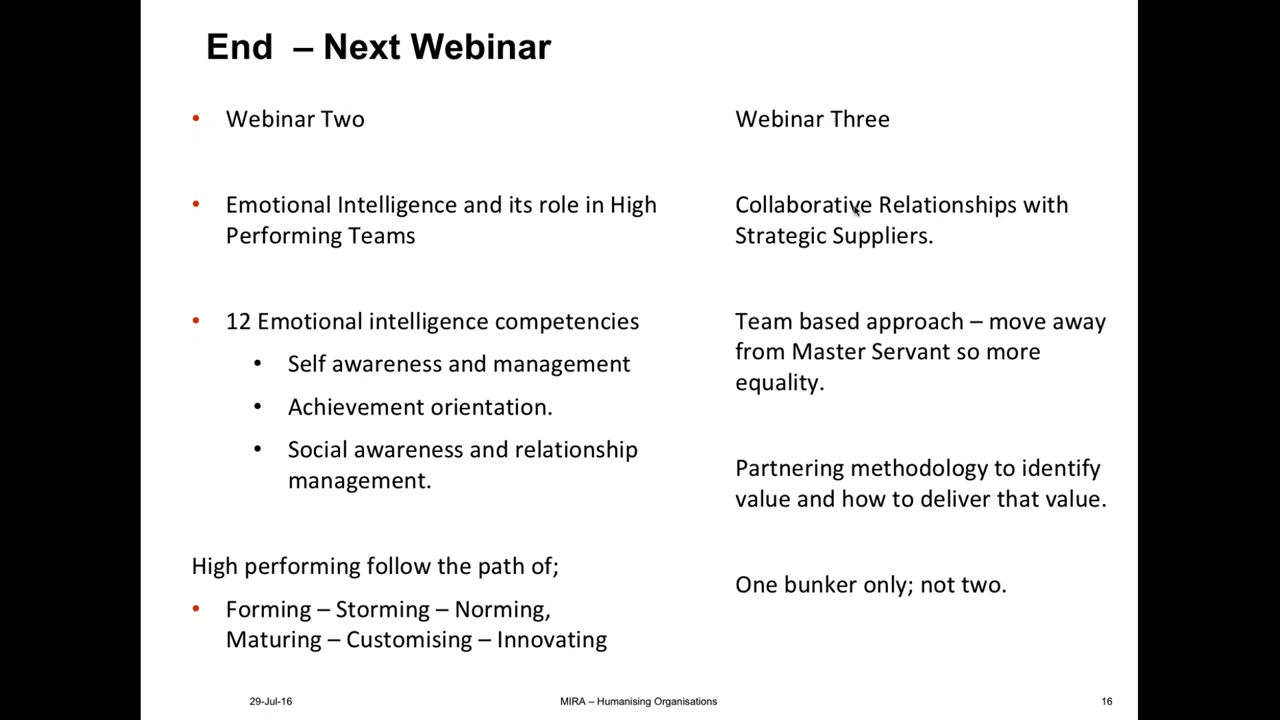 End – Next Webinar
• Webinar Two
• Emotional Intelligence and its role in High
Performing Teams
• 12 Emotional intelligence competencies
• Self awareness and management
• Achievement orientation.
• Social awareness and relationship
management.
High performing follow the path of;
• Forming – Storming – Norming,
Maturing – Customising – Innovating
Webinar Three
Collaborative Relationships with
Strategic Suppliers.
Team based approach – move away
from Master Servant so more
equality.
Partnering methodology to identify
value and how to deliver that value.
One bunker only; not two.
29-Jul-16
MIRA – Humanising Organisations
16